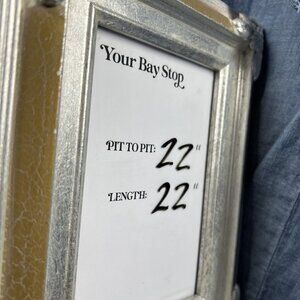 Your Bay Stop
PIT TO PIT: 22"
LENGTH: 22"